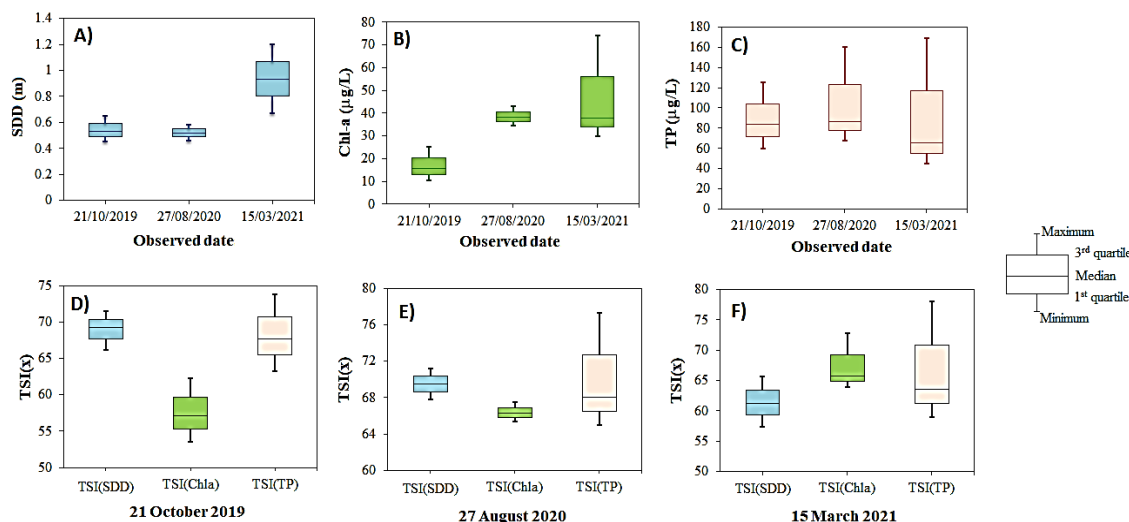 A)
SDD (m)
1.4
1.2
1
0.8
0.6
0.4
0.2
0
21/10/2019 27/08/2020 15/03/2021
Observed date
B)
Chl-a (µg/L)
80
70
60
50
40
30
20
10
0
21/10/2019 27/08/2020 15/03/2021
Observed date
C)
TP (µg/L)
180
160
140
120
100
80
60
40
20
0
21/10/2019 27/08/2020 15/03/2021
Observed date
Maximum
3rd quartile
Median
1st quartile
Minimum
D)
TSI(x)
75
70
65
60
55
50
TSI(SDD) TSI(Chla) TSI(TP)
21 October 2019
E)
TSI(x)
80
76
72
68
64
60
TSI(SDD) TSI(Chla) TSI(TP)
27 August 2020
F)
TSI(x)
80
75
70
65
60
55
50
TSI(SDD) TSI(Chla) TSI(TP)
15 March 2021